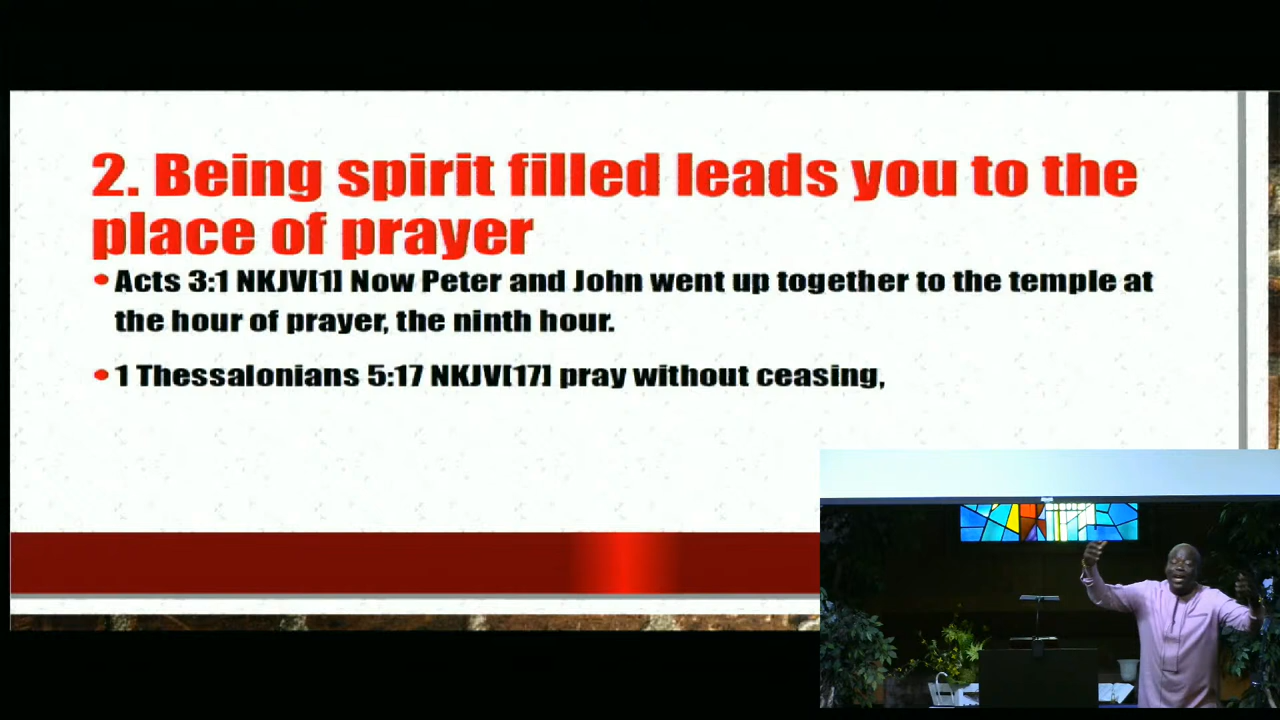 2. Being spirit filled leads you to the
place of prayer
• Acts 3:1 NKJV[1] Now Peter and John went up together to the temple at
the hour of prayer, the ninth hour.
• 1 Thessalonians 5:17 NKJV[17] pray without ceasing,